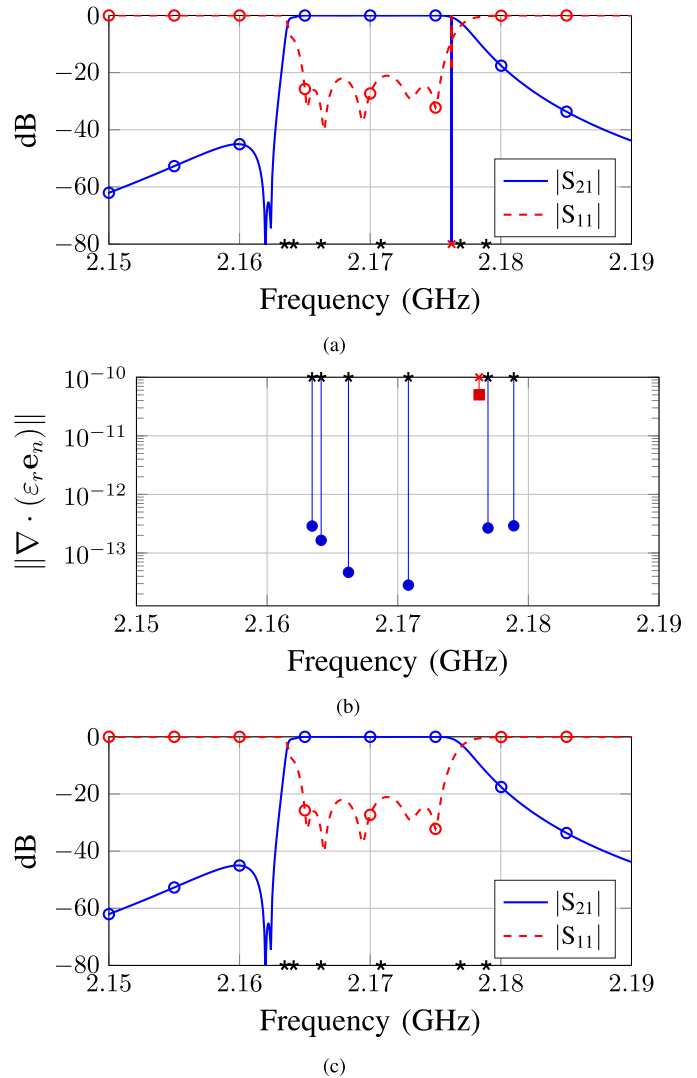 0
−20
−40
−60
−80
dB
|S21|
|S11|
2.15 2.16 2.17 2.18 2.19
Frequency (GHz)
(a)
10−10
10−11
10−12
10−13
∥∇ · (εren)∥
2.15 2.16 2.17 2.18 2.19
Frequency (GHz)
(b)
0
−20
−40
−60
−80
dB
|S21|
|S11|
2.15 2.16 2.17 2.18 2.19
Frequency (GHz)
(c)